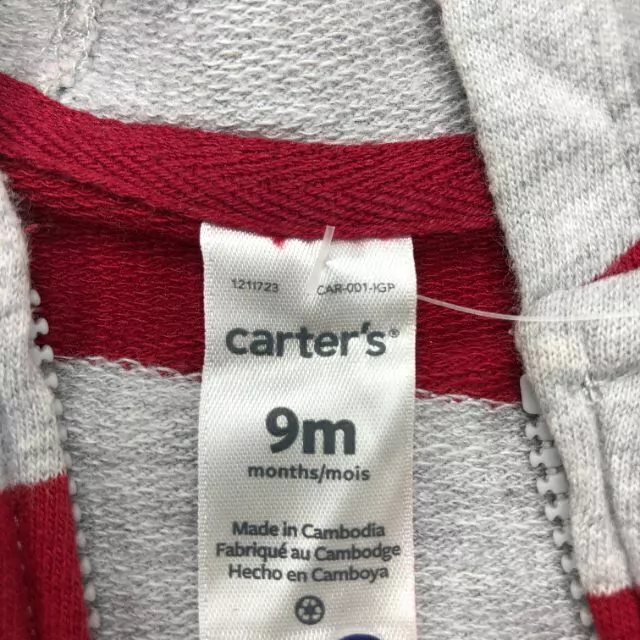 1211723 CAR-001-IGP
carter's®
9m
months/mois
Made in Cambodia
Fabriqué au Cambodge
Hecho en Camboya